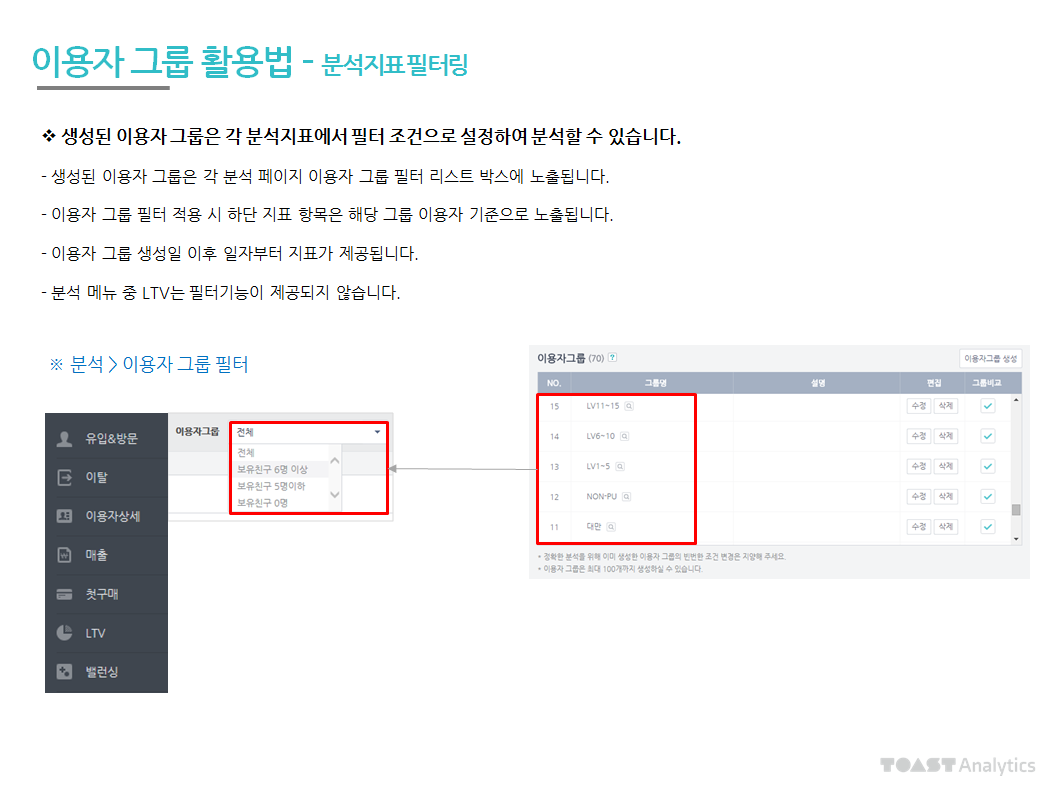 이용자 그룹 활용법 - 분석지표 필터링
❖ 생성된 이용자 그룹은 각 분석지표에서 필터 조건으로 설정하여 분석할 수 있습니다.
- 생성된 이용자 그룹은 각 분석 페이지 이용자 그룹 필터 리스트 박스에 노출됩니다.
- 이용자 그룹 필터 적용 시 하단 지표 항목은 해당 그룹 이용자 기준으로 노출됩니다.
- 이용자 그룹 생성일 이후 일자부터 지표가 제공됩니다.
- 분석 메뉴 중 LTV는 필터기능이 제공되지 않습니다.
※ 분석 > 이용자 그룹 필터
유입&방문
이탈
이용자상세
매출
첫구매
LTV
밸런싱
이용자그룹 전체
전체
보유친구 6명 이상
보유친구 5명이하
보유친구 0명
이용자그룹 (70) ? 이용자그룹 생성
NO. 그룹명 설명 편집 그룹비교
15 LV11~15 수정 삭제
14 LV6~10 수정 삭제
13 LV1~5 수정 삭제
12 NON-PU 수정 삭제
11 대만 수정 삭제
* 정확한 분석을 위해 이미 생성한 이용자 그룹의 빈번한 조건 변경은 지양해 주세요.
* 이용자 그룹은 최대 100개까지 생성하실 수 있습니다.
TOAST Analytics